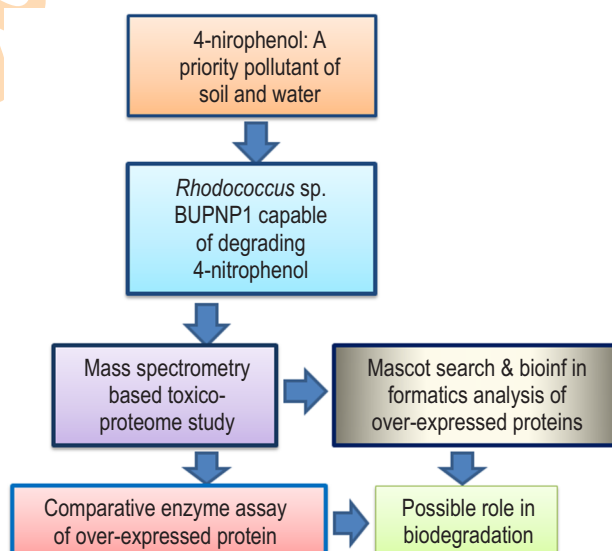 4-nirophenol: A
priority pollutant of
soil and water
Rhodococcus sp.
BUPNP1 capable
of degrading
4-nitrophenol
Mass spectrometry
based toxico-
proteome study
Mascot search & bioinf in
formatics analysis of
over-expressed proteins
Comparative enzyme assay
of over-expressed protein
Possible role in
biodegradation